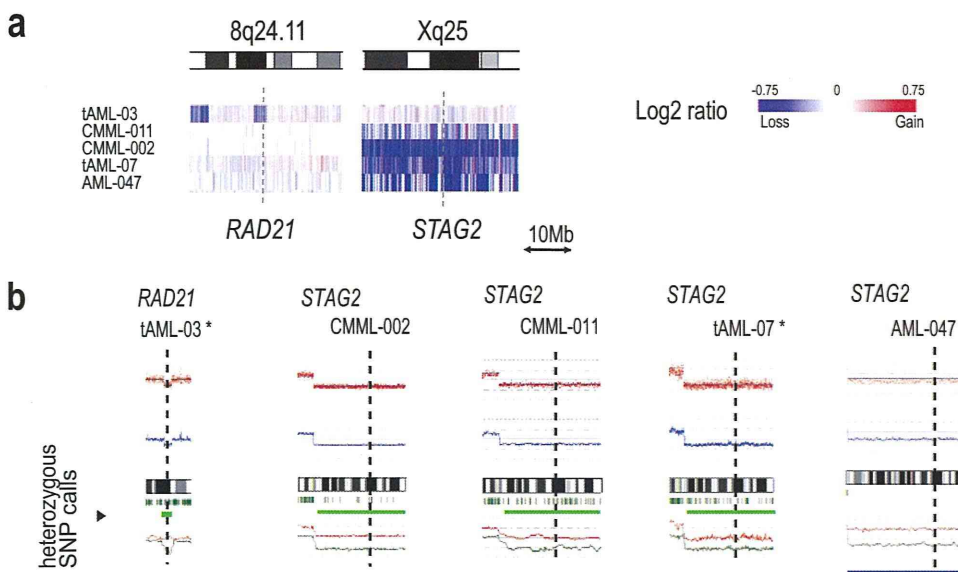 a
8q24.11
Xq25
-0.75 0 0.75
Log2 ratio
Loss Gain
tAML-03
CMML-011
CMML-002
tAML-07
AML-047
RAD21
STAG2
10Mb
b
RAD21
STAG2
STAG2
STAG2
STAG2
tAML-03 *
CMML-002
CMML-011
tAML-07 *
AML-047
heterozygous
SNP calls